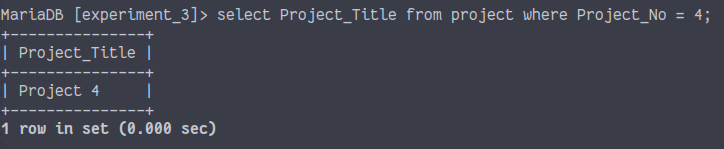 MariaDB [experiment_3]> select Project_Title from project where Project_No = 4;
+---------------+
| Project_Title |
+---------------+
| Project 4     |
+---------------+
1 row in set (0.000 sec)